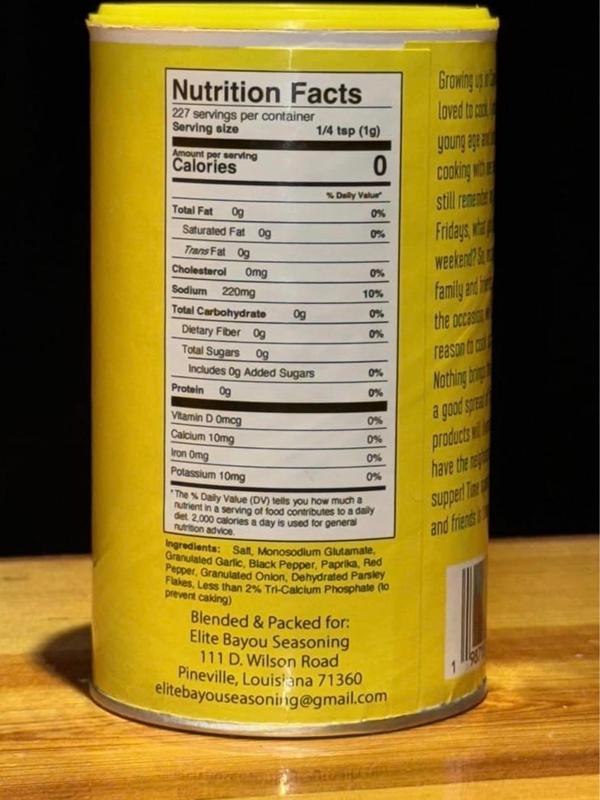 Nutrition Facts
227 servings per container
Serving size 1/4 tsp (1g)
Amount per serving
Calories 0
% Daily Value*
Total Fat 0g 0%
Saturated Fat 0g 0%
Trans Fat 0g
Cholesterol 0mg 0%
Sodium 220mg 10%
Total Carbohydrate 0g 0%
Dietary Fiber 0g 0%
Total Sugars 0g
Includes 0g Added Sugars 0%
Protein 0g 0%
Vitamin D 0mcg 0%
Calcium 10mg 0%
Iron 0mg 0%
Potassium 10mg 0%
*The % Daily Value (DV) tells you how much a
nutrient in a serving of food contributes to a daily
diet. 2,000 calories a day is used for general
nutrition advice.
Ingredients: Salt, Monosodium Glutamate,
Granulated Garlic, Black Pepper, Paprika, Red
Pepper, Granulated Onion, Dehydrated Parsley
Flakes, Less than 2% Tri-Calcium Phosphate (to
prevent caking)
Blended & Packed for:
Elite Bayou Seasoning
111 D. Wilson Road
Pineville, Louisiana 71360
elitebayouseasoning@gmail.com
Growing up
loved to cook
young age
cooking with
still remember
Fridays, what
weekend? So
family and
the occasion
reason to cook
Nothing brings
a good spread
products will
have the
supper! Time
and friends
1